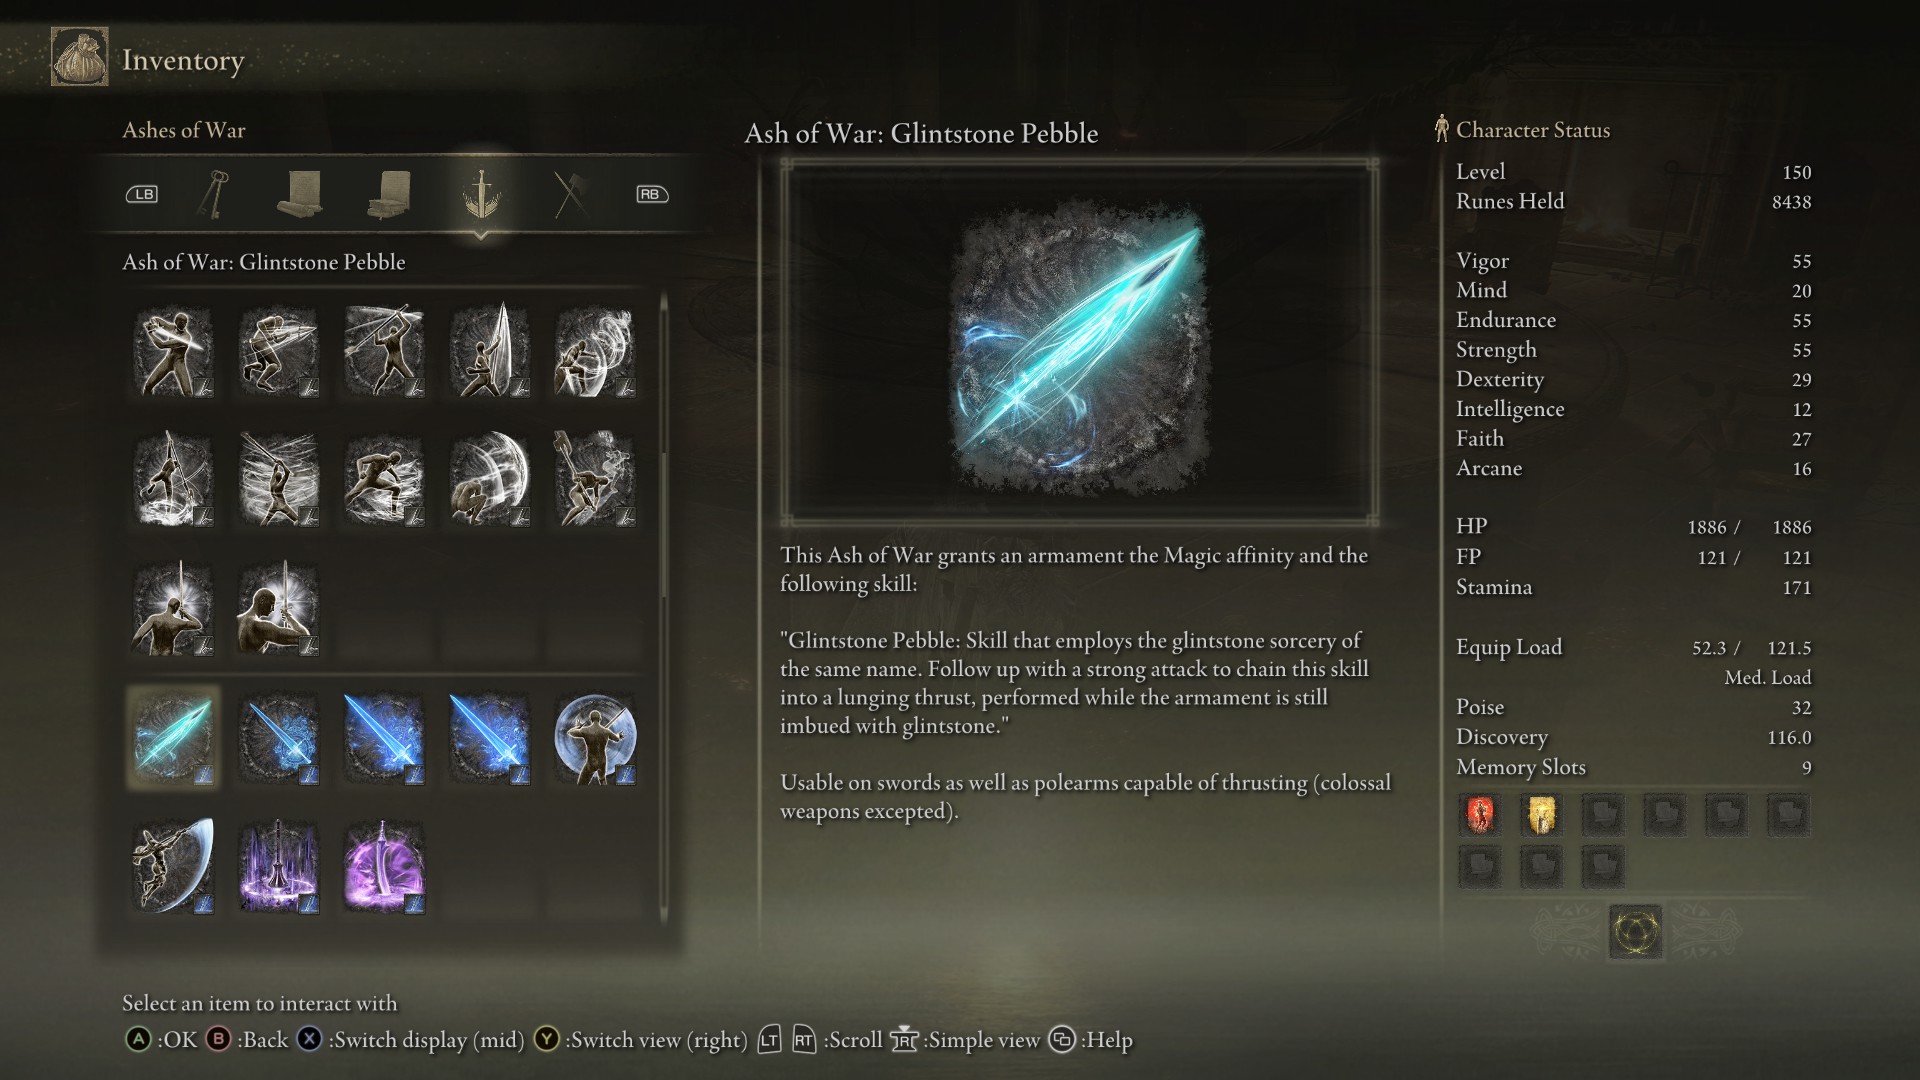 Inventory
Ashes of War
LB
RB
Ash of War: Glintstone Pebble
Ash of War: Glintstone Pebble
This Ash of War grants an armament the Magic affinity and the
following skill:
"Glintstone Pebble: Skill that employs the glintstone sorcery of
the same name. Follow up with a strong attack to chain this skill
into a lunging thrust, performed while the armament is still
imbued with glintstone."
Usable on swords as well as polearms capable of thrusting (colossal
weapons excepted).
Character Status
Level 150
Runes Held 8438
Vigor 55
Mind 20
Endurance 55
Strength 55
Dexterity 29
Intelligence 12
Faith 27
Arcane 16
HP 1886 / 1886
FP 121 / 121
Stamina 171
Equip Load 52.3 / 121.5
Med. Load
Poise 32
Discovery 116.0
Memory Slots 9
Select an item to interact with
A :OK B :Back X :Switch display (mid) Y :Switch view (right) LT RT :Scroll R :Simple view :Help